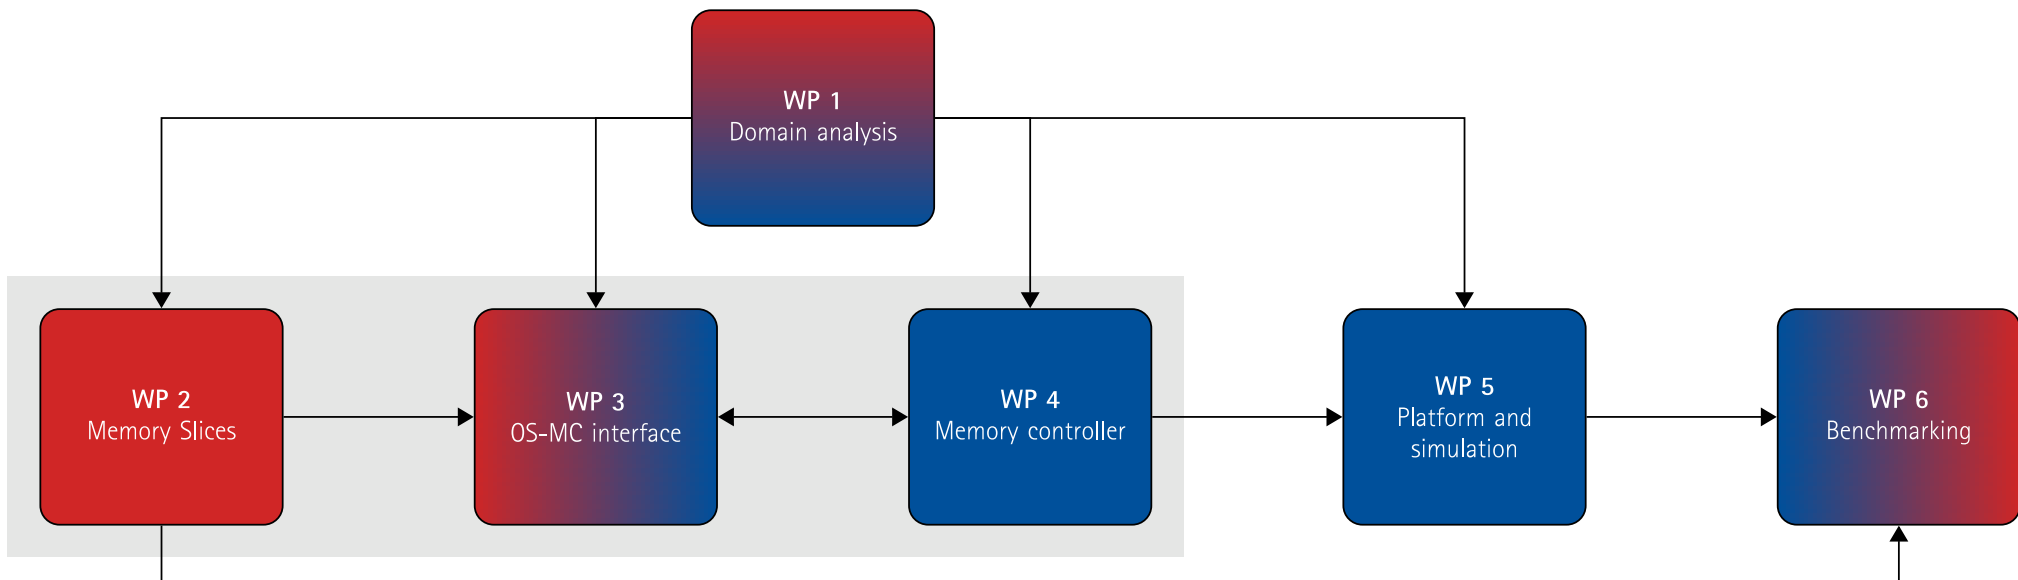 WP 1
Domain analysis
WP 2
Memory Slices
WP 3
OS-MC interface
WP 4
Memory controller
WP 5
Platform and
simulation
WP 6
Benchmarking